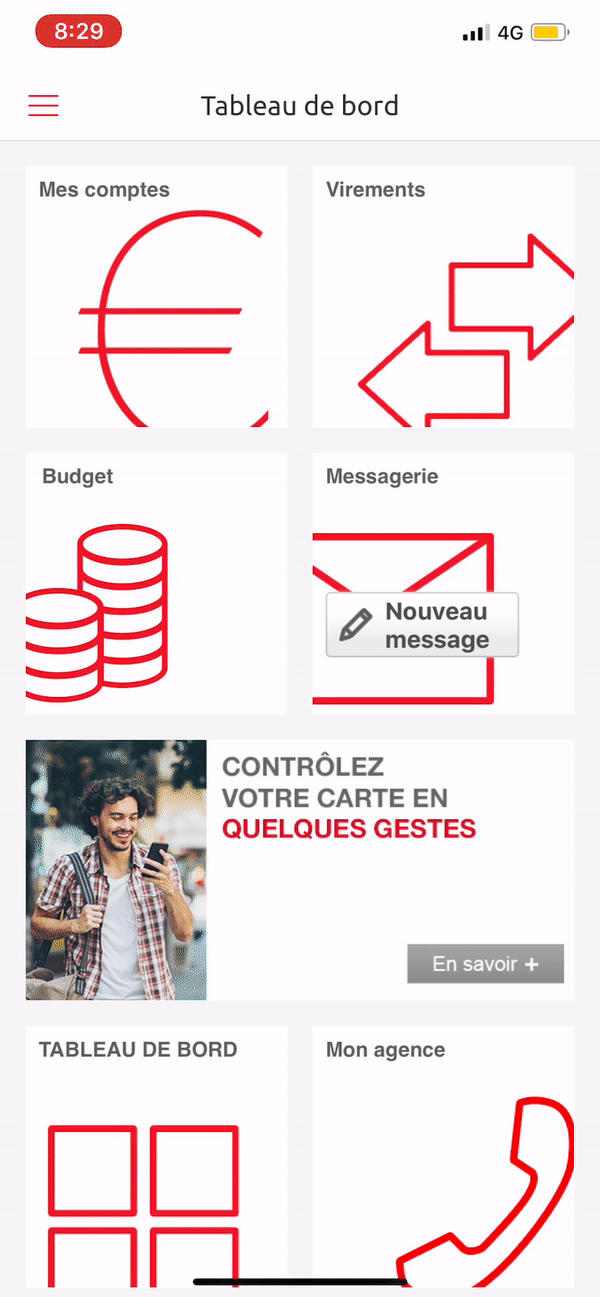 8:29
4G
Tableau de bord
Mes comptes
Virements
Budget
Messagerie
Nouveau
message
CONTRÔLEZ
VOTRE CARTE EN
QUELQUES GESTES
En savoir +
TABLEAU DE BORD
Mon agence